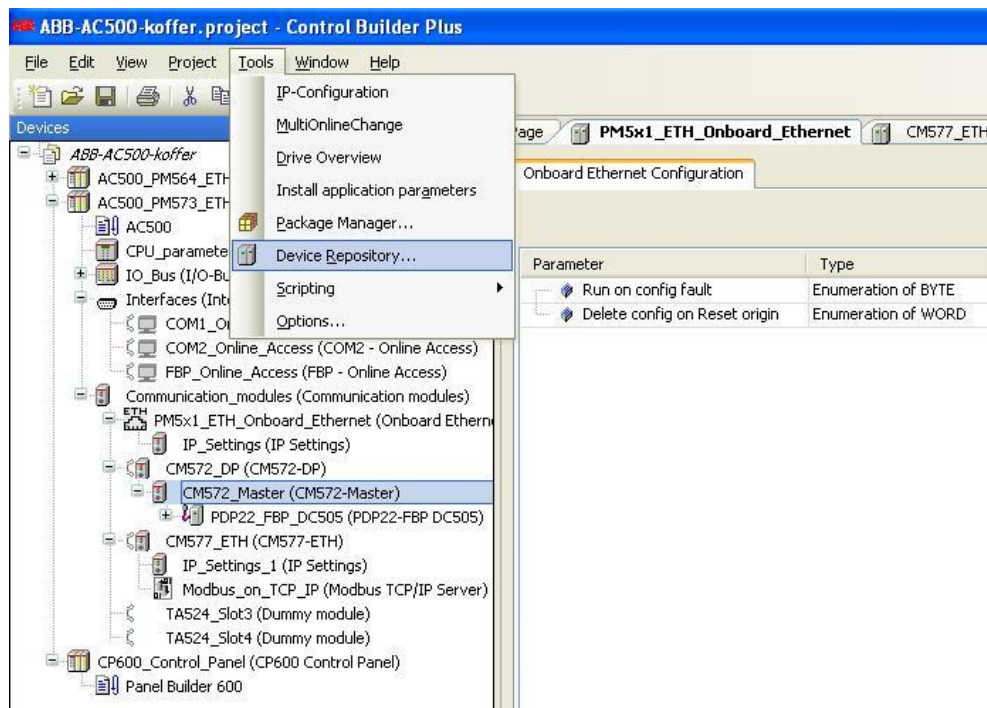 ABB-AC500-koffer.project - Control Builder Plus
File Edit View Project Tools Window Help
IP-Configuration
MultiOnlineChange
Drive Overview
Install application parameters
Package Manager...
Device Repository...
Scripting
Options...
Devices
ABB-AC500-koffer
AC500_PM564_ETH
AC500_PM573_ETH
AC500
CPU_paramete
IO_Bus (I/O-Bu
Interfaces (Int
COM1_O
COM2_Online_Access (COM2 - Online Access)
FBP_Online_Access (FBP - Online Access)
Communication_modules (Communication modules)
ETH
PM5x1_ETH_Onboard_Ethernet (Onboard Ethern
IP_Settings (IP Settings)
CM572_DP (CM572-DP)
CM572_Master (CM572-Master)
PDP22_FBP_DC505 (PDP22-FBP DC505)
CM577_ETH (CM577-ETH)
IP_Settings_1 (IP Settings)
Modbus_on_TCP_IP (Modbus TCP/IP Server)
TA524_Slot3 (Dummy module)
TA524_Slot4 (Dummy module)
CP600_Control_Panel (CP600 Control Panel)
Panel Builder 600
age PM5x1_ETH_Onboard_Ethernet CM577_ETH
Onboard Ethernet Configuration
Parameter Type
Run on config fault Enumeration of BYTE
Delete config on Reset origin Enumeration of WORD